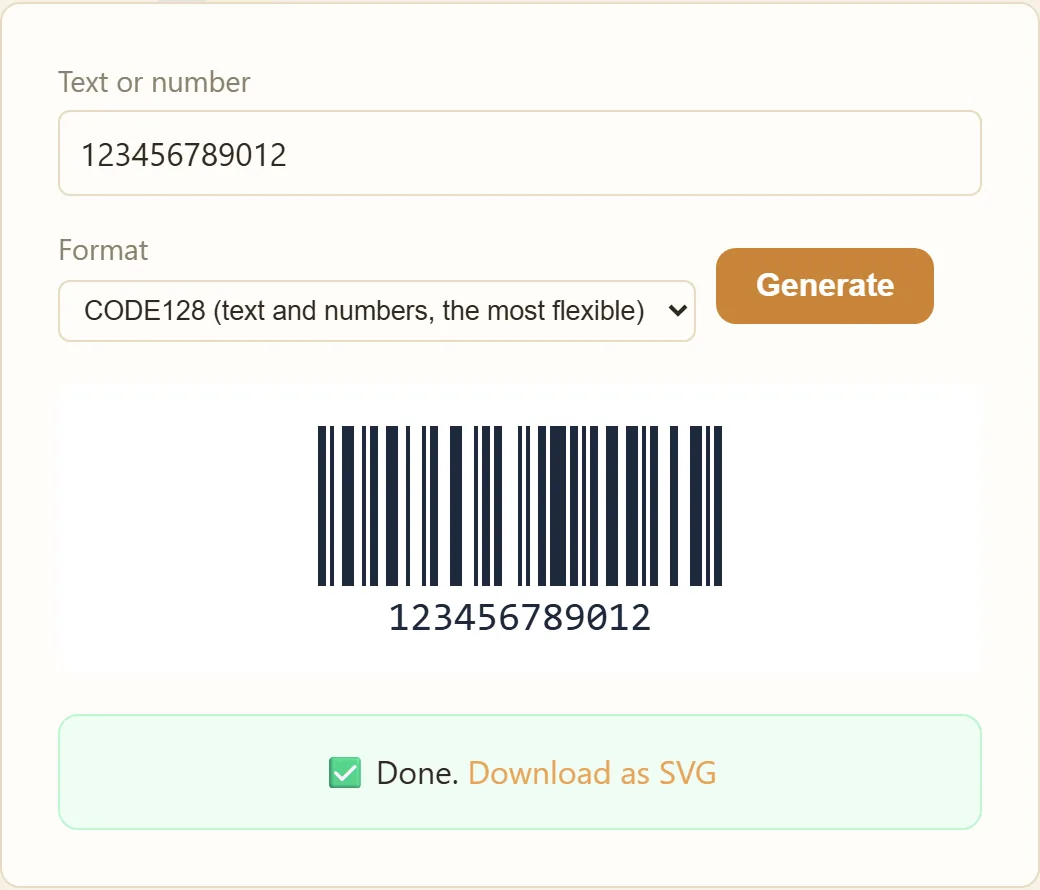 Text or number
123456789012
Format
CODE128 (text and numbers, the most flexible)
Generate
123456789012
Done. Download as SVG